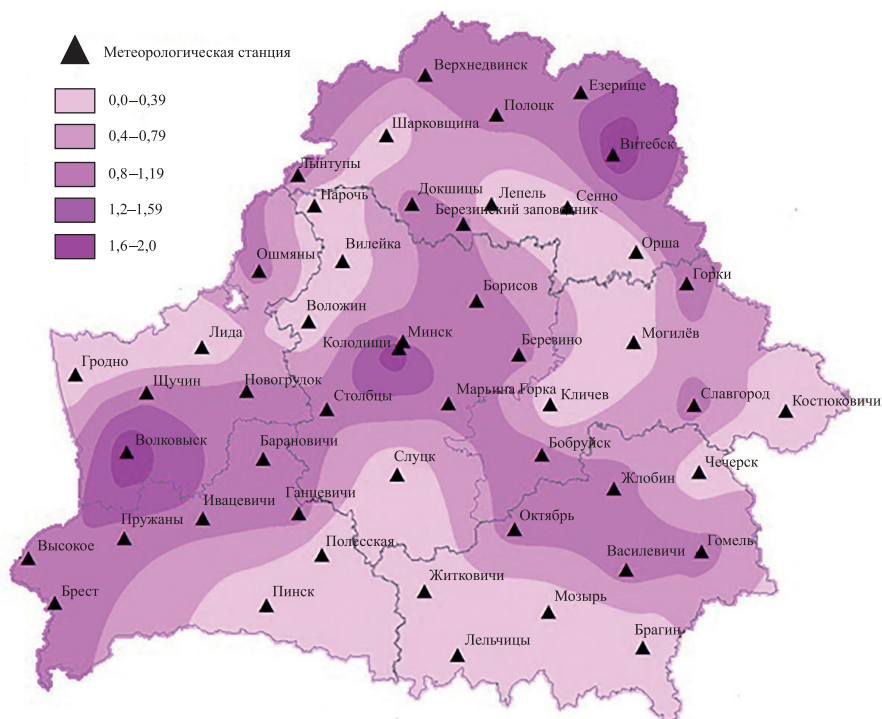 Метеорологическая станция
0,0–0,39
0,4–0,79
0,8–1,19
1,2–1,59
1,6–2,0
Верхнедвинск
Езерище
Полоцк
Шарковщина
Витебск
Лынтупы
Нарочь
Докшицы
Лепель
Сенно
Березинский заповедник
Орша
Ошмяны
Вилейка
Горки
Борисов
Воложин
Лида
Колодищи
Минск
Березино
Могилёв
Гродно
Щучин
Новогрудок
Столбцы
Марьина Горка
Кличев
Славгород
Костюковичи
Волковыск
Барановичи
Слуцк
Бобруйск
Чечерск
Жлобин
Ивацевичи
Ганцевичи
Пружаны
Октябрь
Высокое
Полесская
Василевичи
Гомель
Брест
Пинск
Житковичи
Мозырь
Лельчицы
Брагин